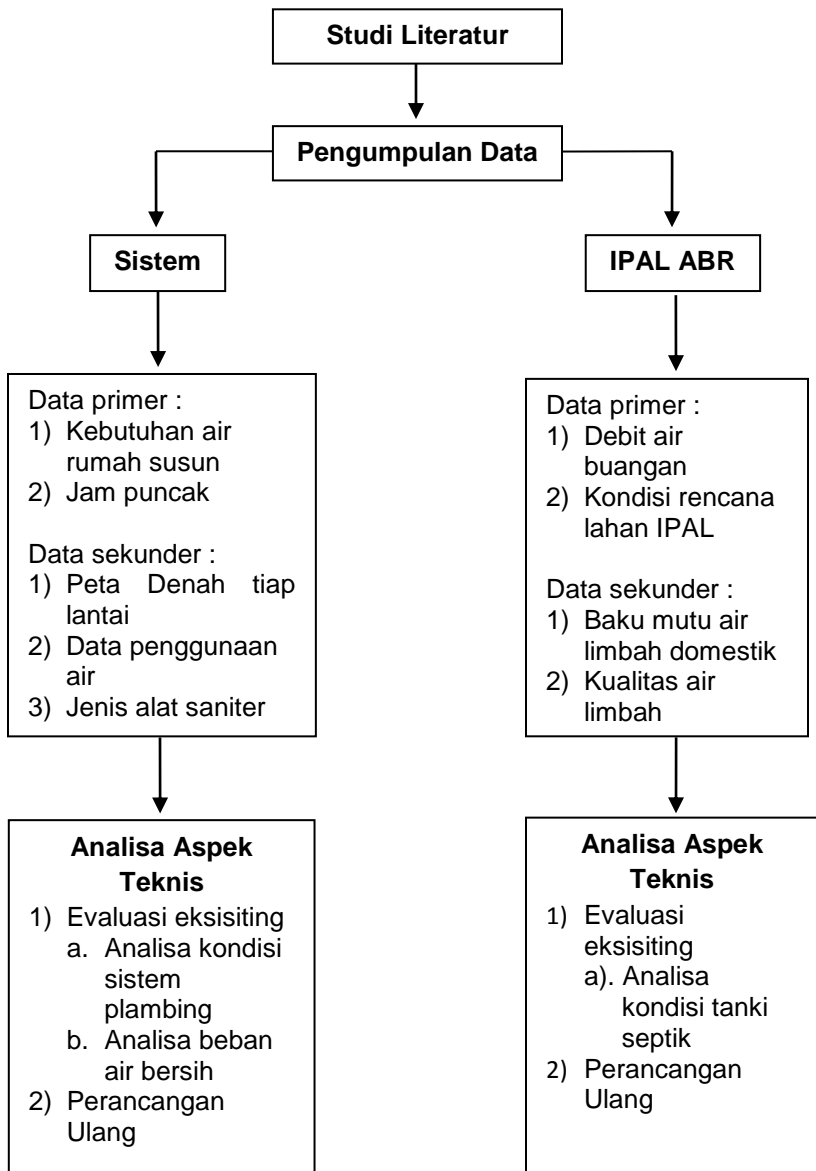 Studi Literatur
Pengumpulan Data
Sistem
IPAL ABR
Data primer :
1) Kebutuhan air
rumah susun
2) Jam puncak
Data sekunder :
1) Peta Denah tiap
lantai
2) Data penggunaan
air
3) Jenis alat saniter
Data primer :
1) Debit air
buangan
2) Kondisi rencana
lahan IPAL
Data sekunder :
1) Baku mutu air
limbah domestik
2) Kualitas air
limbah
Analisa Aspek
Teknis
1) Evaluasi eksisiting
a. Analisa kondisi
sistem
plambing
b. Analisa beban
air bersih
2) Perancangan
Ulang
Analisa Aspek
Teknis
1) Evaluasi
eksisiting
a). Analisa
kondisi tanki
septik
2) Perancangan
Ulang